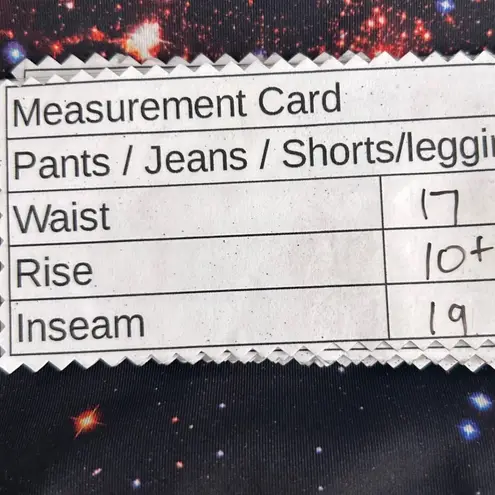 Measurement Card
Pants / Jeans / Shorts/leggi
Waist 17
Rise 10+
Inseam 19